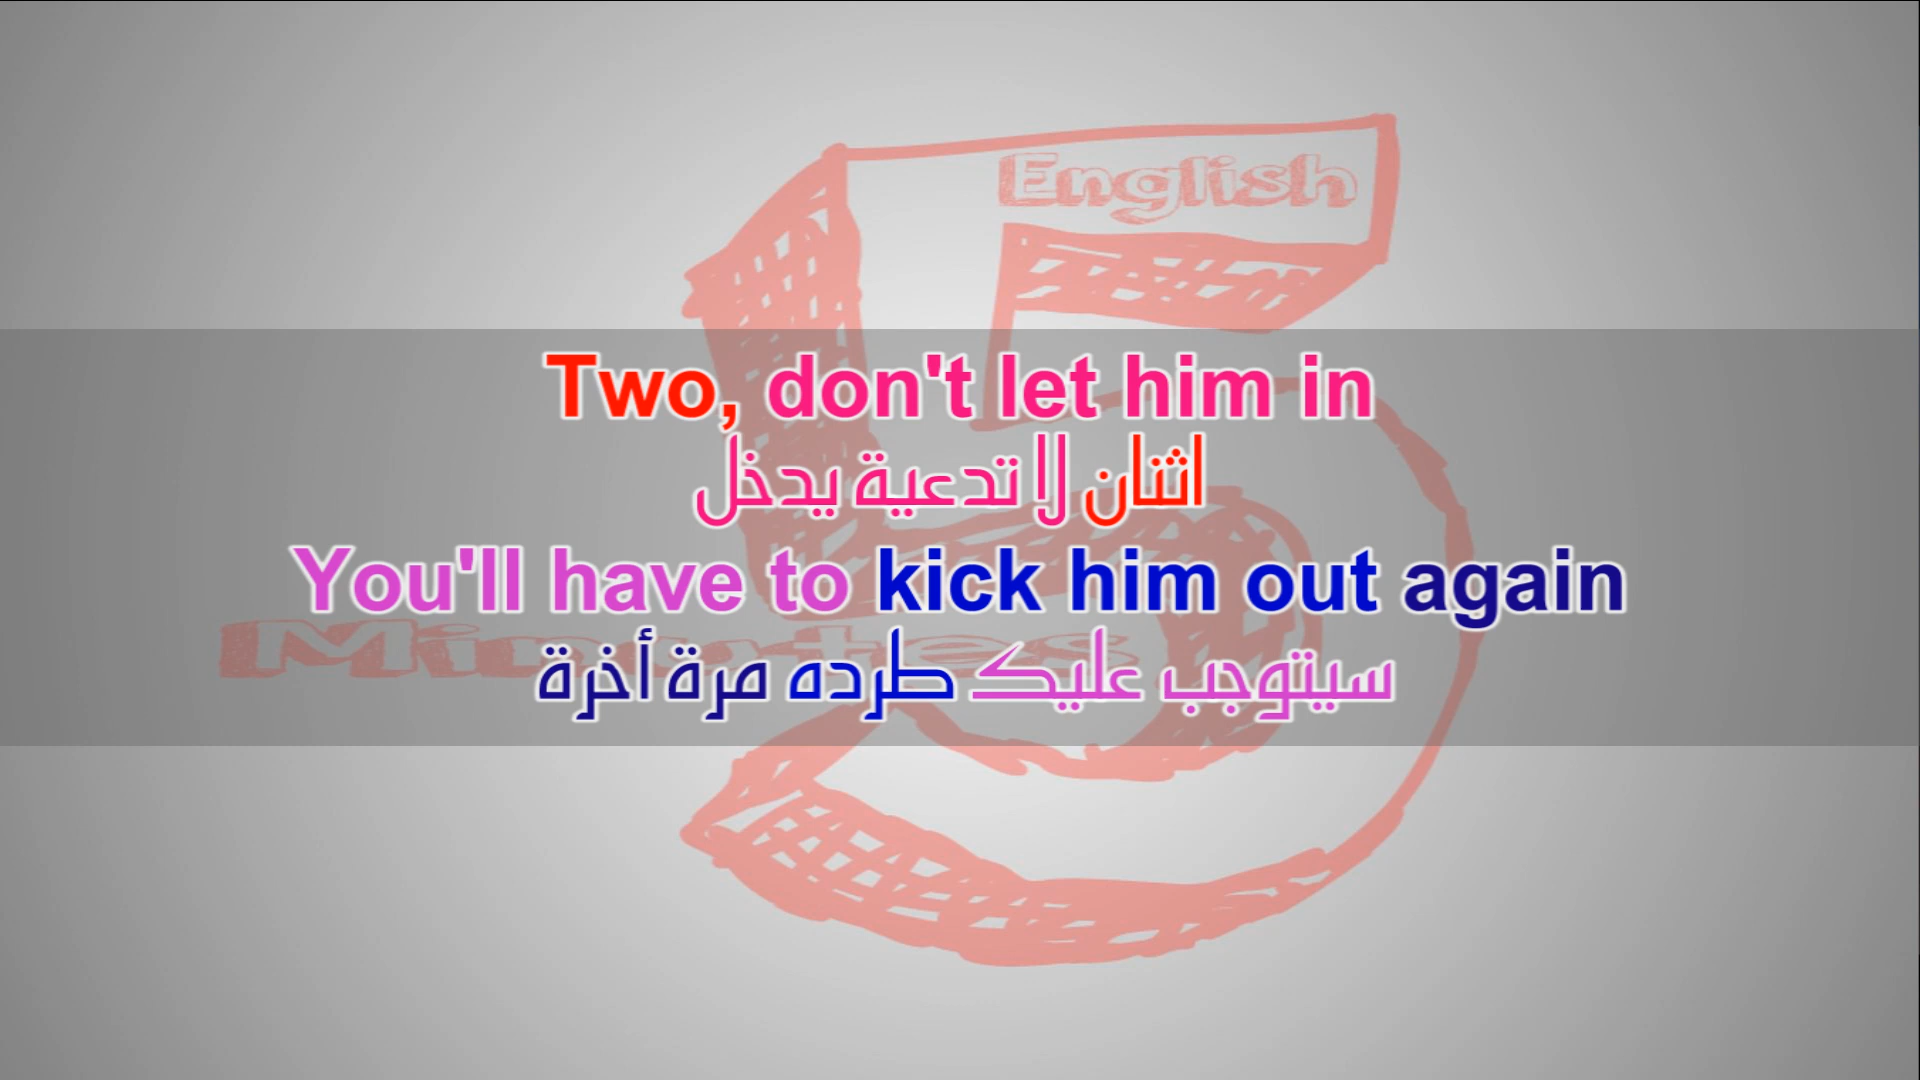 English
Two, don't let him in
اثنان لا تدعية يدخل
You'll have to kick him out again
Minutes
سيتوجب عليك طرده مرة أخرة